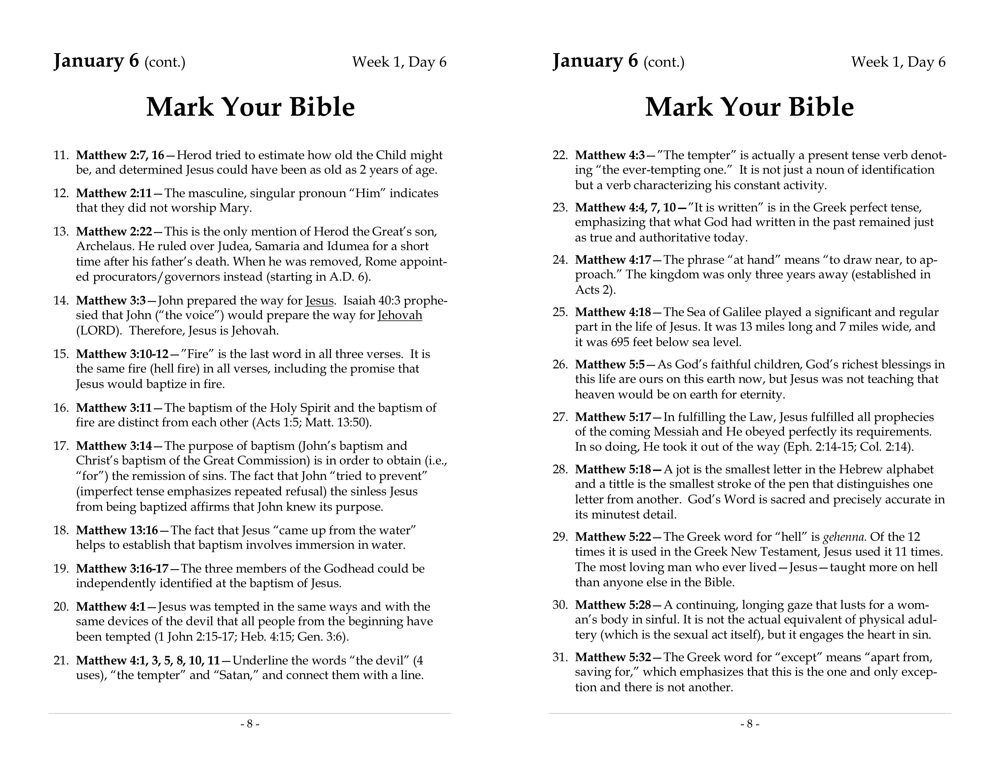 January 6 (cont.) Week 1, Day 6
Mark Your Bible
11. Matthew 2:7, 16—Herod tried to estimate how old the Child might
be, and determined Jesus could have been as old as 2 years of age.
12. Matthew 2:11—The masculine, singular pronoun “Him” indicates
that they did not worship Mary.
13. Matthew 2:22—This is the only mention of Herod the Great’s son,
Archelaus. He ruled over Judea, Samaria and Idumea for a short
time after his father’s death. When he was removed, Rome appoint-
ed procurators/governors instead (starting in A.D. 6).
14. Matthew 3:3—John prepared the way for Jesus.  Isaiah 40:3 prophe-
sied that John (“the voice”) would prepare the way for Jehovah
(LORD).  Therefore, Jesus is Jehovah.
15. Matthew 3:10-12—”Fire” is the last word in all three verses.  It is
the same fire (hell fire) in all verses, including the promise that
Jesus would baptize in fire.
16. Matthew 3:11—The baptism of the Holy Spirit and the baptism of
fire are distinct from each other (Acts 1:5; Matt. 13:50).
17. Matthew 3:14—The purpose of baptism (John’s baptism and
Christ’s baptism of the Great Commission) is in order to obtain (i.e.,
“for”) the remission of sins. The fact that John “tried to prevent”
(imperfect tense emphasizes repeated refusal) the sinless Jesus
from being baptized affirms that John knew its purpose.
18. Matthew 13:16—The fact that Jesus “came up from the water”
helps to establish that baptism involves immersion in water.
19. Matthew 3:16-17—The three members of the Godhead could be
independently identified at the baptism of Jesus.
20. Matthew 4:1—Jesus was tempted in the same ways and with the
same devices of the devil that all people from the beginning have
been tempted (1 John 2:15-17; Heb. 4:15; Gen. 3:6).
21. Matthew 4:1, 3, 5, 8, 10, 11—Underline the words “the devil” (4
uses), “the tempter” and “Satan,” and connect them with a line.
- 8 -
January 6 (cont.) Week 1, Day 6
Mark Your Bible
22. Matthew 4:3—”The tempter” is actually a present tense verb denot-
ing “the ever-tempting one.”  It is not just a noun of identification
but a verb characterizing his constant activity.
23. Matthew 4:4, 7, 10—”It is written” is in the Greek perfect tense,
emphasizing that what God had written in the past remained just
as true and authoritative today.
24. Matthew 4:17—The phrase “at hand” means “to draw near, to ap-
proach.” The kingdom was only three years away (established in
Acts 2).
25. Matthew 4:18—The Sea of Galilee played a significant and regular
part in the life of Jesus. It was 13 miles long and 7 miles wide, and
it was 695 feet below sea level.
26. Matthew 5:5—As God’s faithful children, God’s richest blessings in
this life are ours on this earth now, but Jesus was not teaching that
heaven would be on earth for eternity.
27. Matthew 5:17—In fulfilling the Law, Jesus fulfilled all prophecies
of the coming Messiah and He obeyed perfectly its requirements.
In so doing, He took it out of the way (Eph. 2:14-15; Col. 2:14).
28. Matthew 5:18—A jot is the smallest letter in the Hebrew alphabet
and a tittle is the smallest stroke of the pen that distinguishes one
letter from another.  God’s Word is sacred and precisely accurate in
its minutest detail.
29. Matthew 5:22—The Greek word for “hell” is gehenna. Of the 12
times it is used in the Greek New Testament, Jesus used it 11 times.
The most loving man who ever lived—Jesus—taught more on hell
than anyone else in the Bible.
30. Matthew 5:28—A continuing, longing gaze that lusts for a wom-
an’s body in sinful. It is not the actual equivalent of physical adul-
tery (which is the sexual act itself), but it engages the heart in sin.
31. Matthew 5:32—The Greek word for “except” means “apart from,
saving for,” which emphasizes that this is the one and only excep-
tion and there is not another.
- 8 -